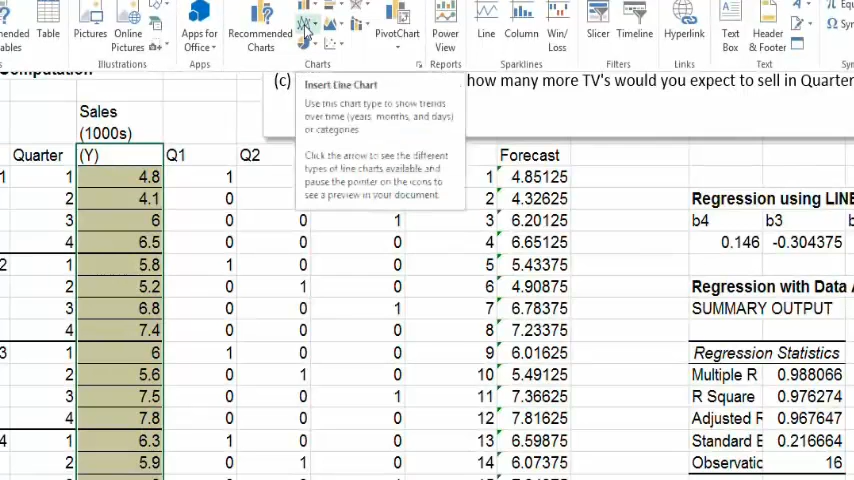 Recommended
Charts
Table
Pictures
Online
Pictures
Apps for
Office
PivotChart
Power
View
Line
Column
Win/
Loss
Slicer
Timeline
Hyperlink
Text
Box
Header
& Footer
Illustrations
Apps
Charts
Reports
Sparklines
Filters
Links
Text
(c)
how many more TV's would you expect to sell in Quarter
Insert Line Chart
Use this chart type to show trends
over time (years, months, and days)
or categories.
Click the arrow to see the different
types of line charts available and
pause the pointer on the icons to
see a preview in your document.
Sales
(1000s)
Quarter (Y) Q1 Q2 Forecast
1 1 4.8 1 1 4.85125
2 4.1 0 2 4.32625
3 6 0 0 1 3 6.20125
4 6.5 0 0 0 4 6.65125
2 1 5.8 1 0 0 5 5.43375
2 5.2 0 1 0 6 4.90875
3 6.8 0 0 1 7 6.78375
4 7.4 0 0 0 8 7.23375
3 1 6 1 0 0 9 6.01625
2 5.6 0 1 0 10 5.49125
3 7.5 0 0 1 11 7.36625
4 7.8 0 0 0 12 7.81625
4 1 6.3 1 0 0 13 6.59875
2 5.9 0 1 0 14 6.07375
Regression using LINE
b4 b3
0.146 -0.304375
Regression with Data
SUMMARY OUTPUT
Regression Statistics
Multiple R 0.988066
R Square 0.976274
Adjusted R 0.967647
Standard E 0.216664
Observatic 16